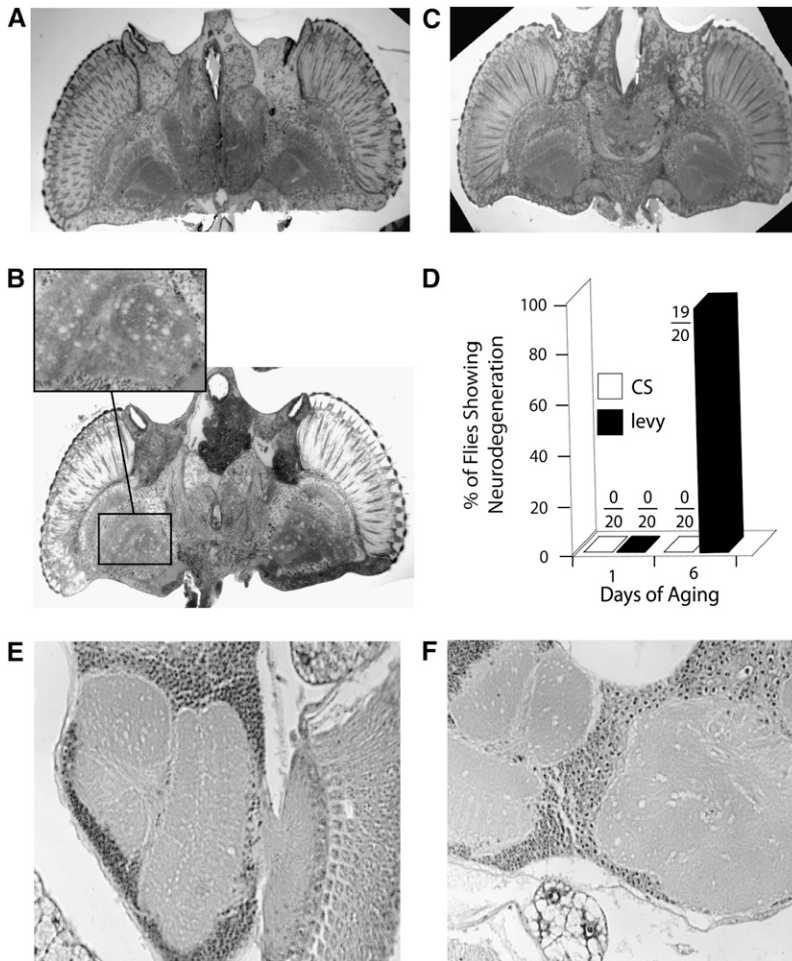 A
C
B
D
% of Flies Showing
Neurodegeneration
100
80
60
40
20
0
CS
levy
0
20
0
20
0
20
19
20
1
6
Days of Aging
E
F